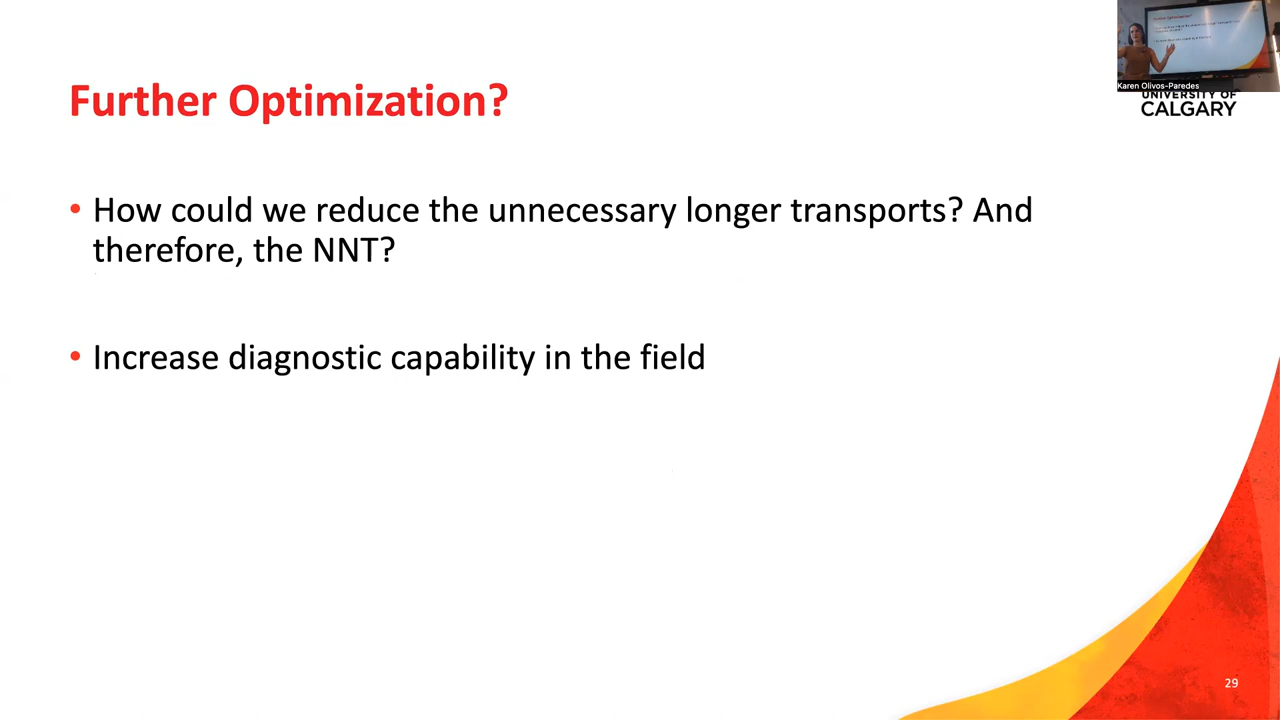 Further Optimization?
Karen Olivos-Paredes
UNIVERSITY OF
CALGARY
• How could we reduce the unnecessary longer transports? And
therefore, the NNT?
• Increase diagnostic capability in the field
29